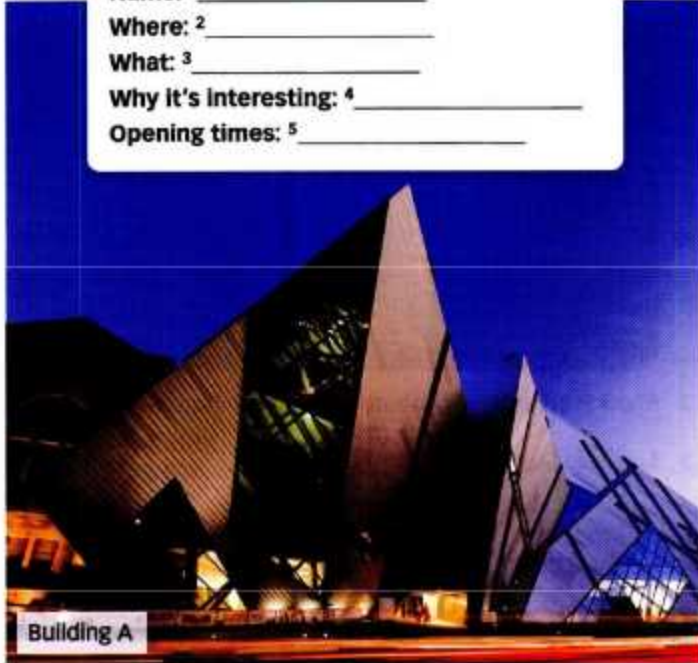 Where: 2
What: 3
Why it's interesting: 4
Opening times: 5
Building A